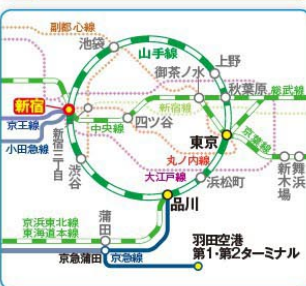 副都心線
池袋
山手線
上野
御茶ノ水
秋葉原
総武線
新宿
新宿線
京王線
中央線
四ツ谷
東京
京葉線
小田急線
新宿三丁目
丸ノ内線
渋谷
大江戸線
浜松町
新木場
舞浜
品川
京浜東北線
東海道本線
蒲田
羽田空港
第1・第2ターミナル
京急蒲田
京急線